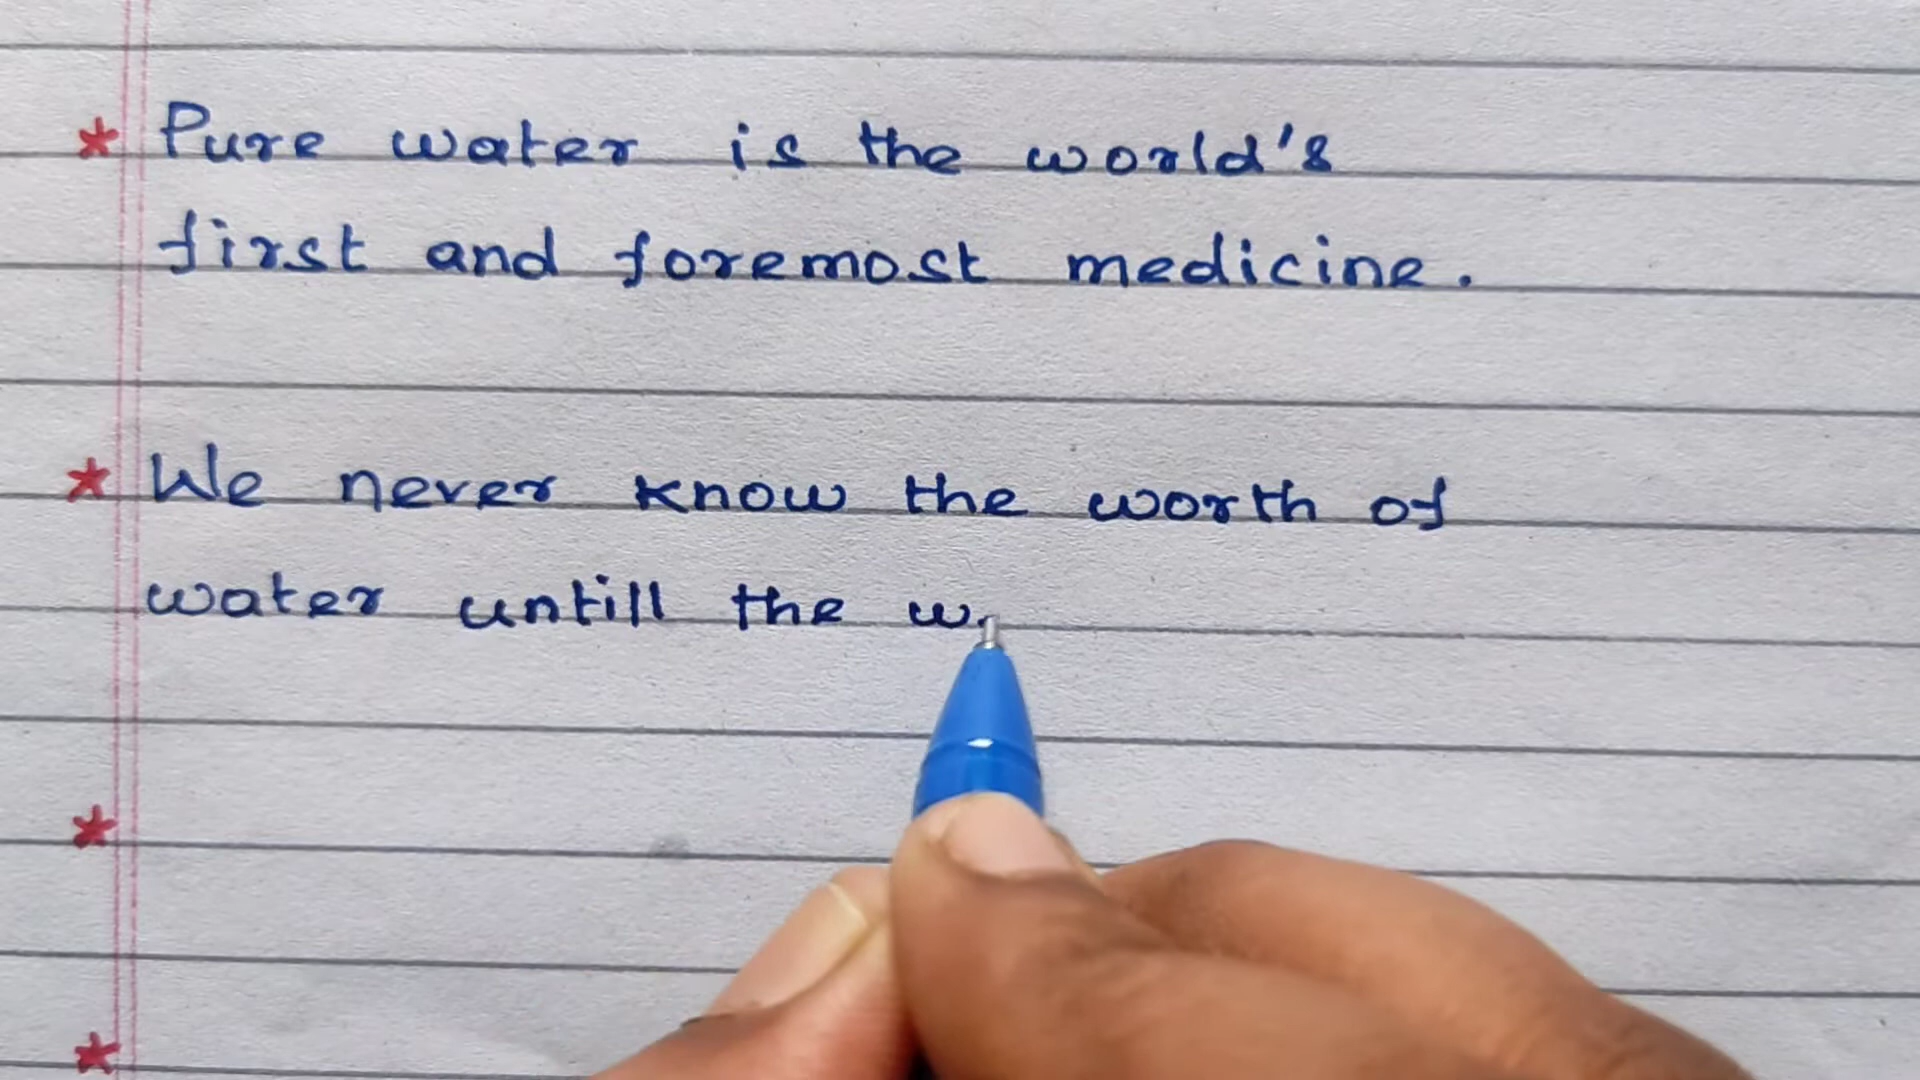 * Pure water is the world's
first and foremost medicine.
* We never know the worth of
water untill the w
*
*